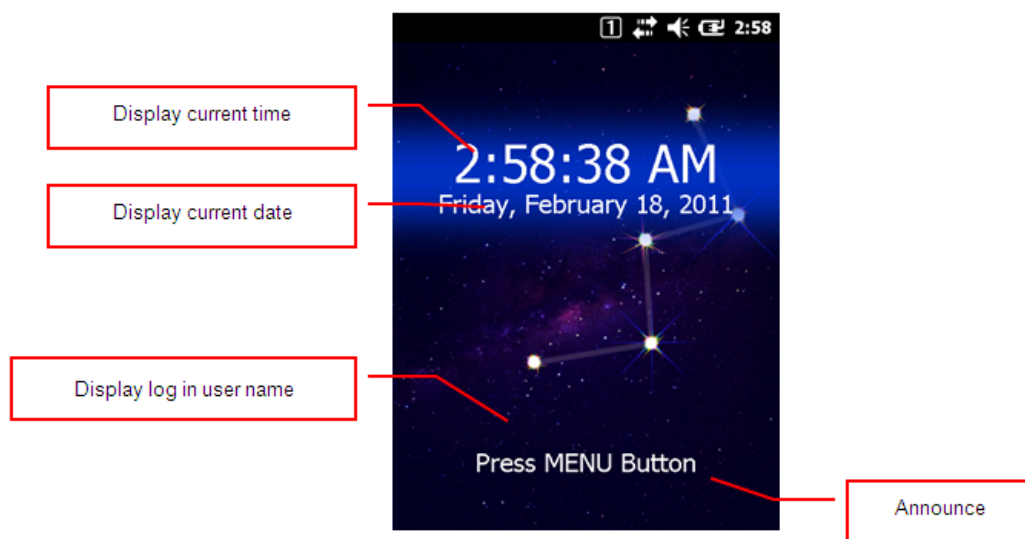 1 2:58
Display current time
2:58:38 AM
Display current date
Friday, February 18, 2011
Display log in user name
Press MENU Button
Announce